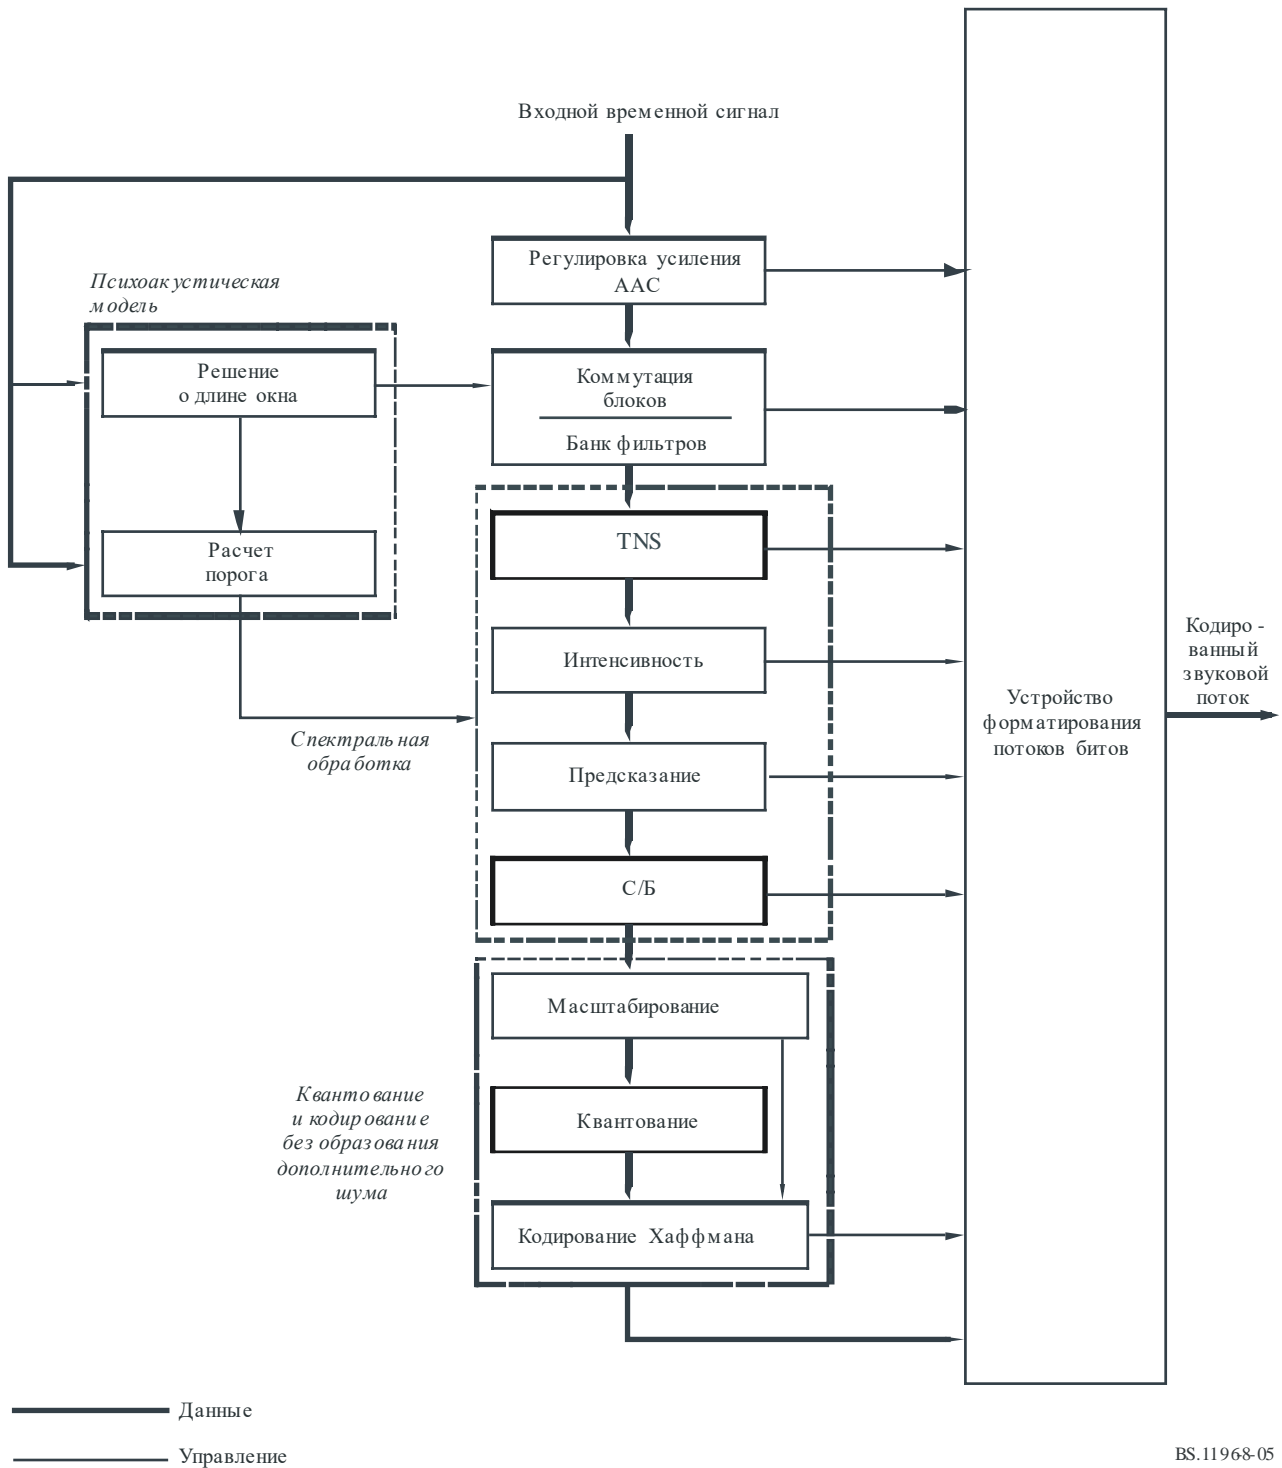 Входной временной сигнал
Регулировка усиления
ААС
Психоакустическая
модель
Решение
о длине окна
Коммутация
блоков
Банк фильтров
TNS
Расчет
порога
Интенсивность
Спектральная
обработка
Предсказание
С/Б
Устройство
форматирования
потоков битов
Кодиро -
ванный
звуковой
поток
Масштабирование
Квантование
и кодирование
без образования
дополнительного
шума
Квантование
Кодирование Хаффмана
Данные
Управление
BS.11968-05